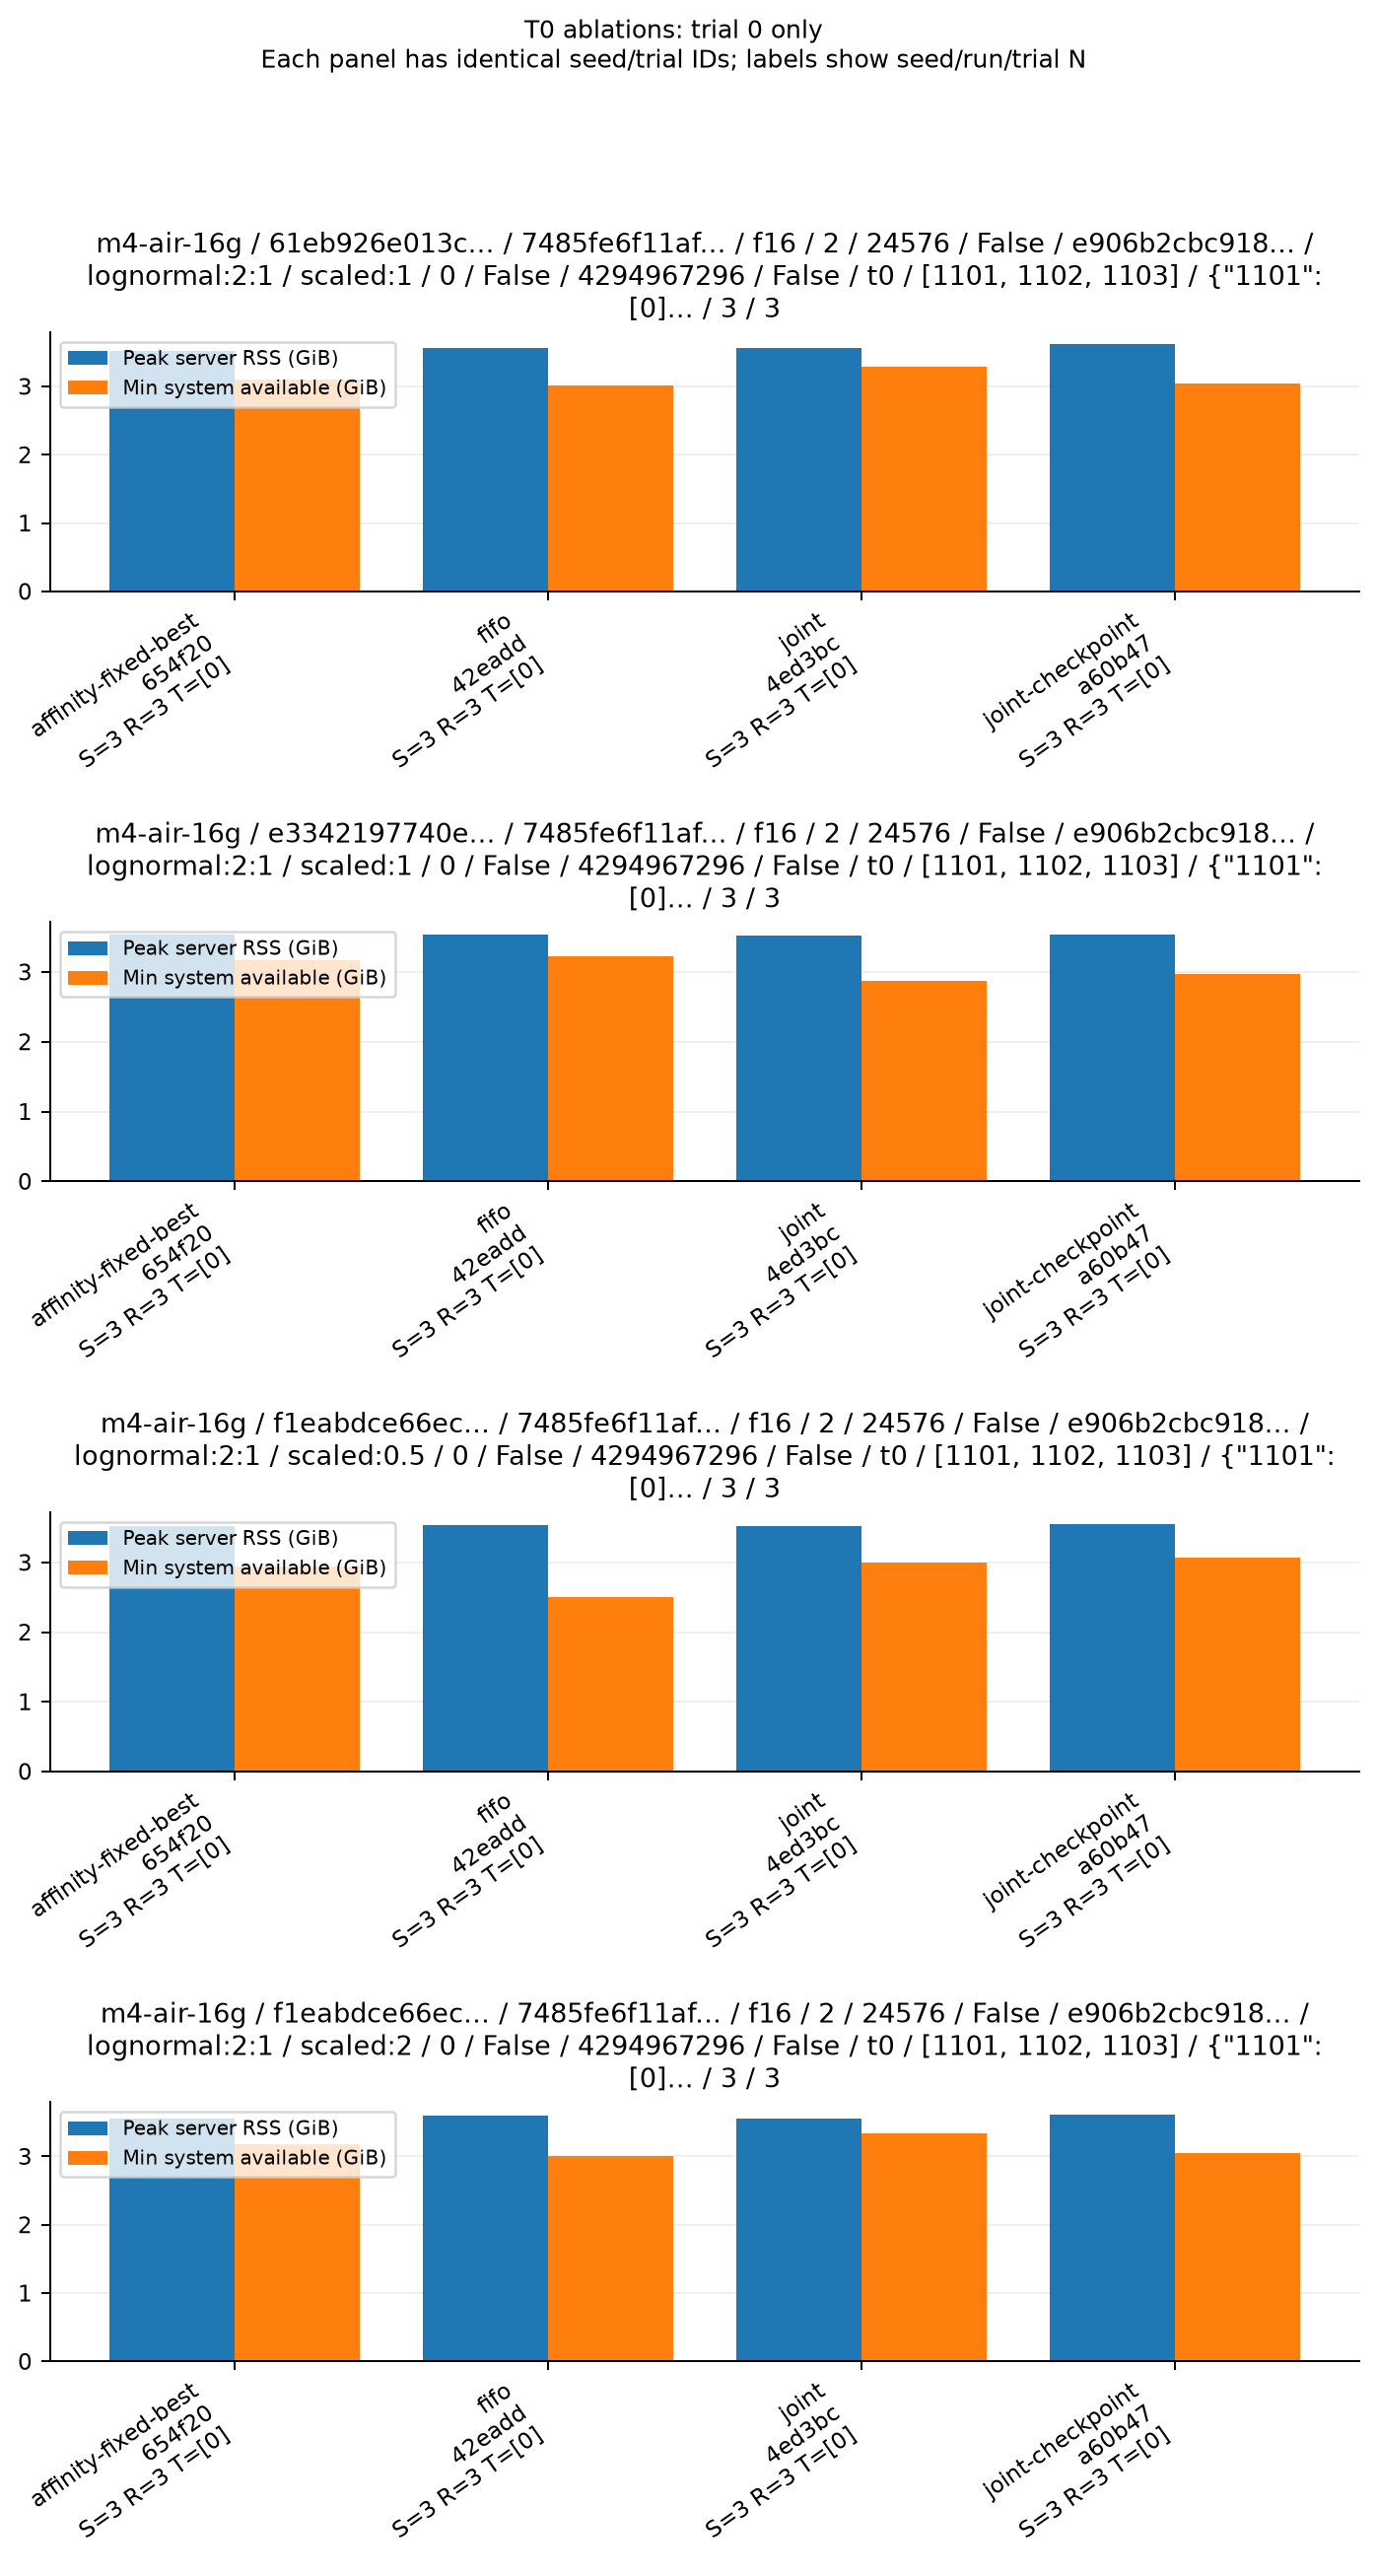 T0 ablations: trial 0 only
Each panel has identical seed/trial IDs; labels show seed/run/trial N
m4-air-16g / 61eb926e013c… / 7485fe6f11af… / f16 / 2 / 24576 / False / e906b2cbc918… /
lognormal:2:1 / scaled:1 / 0 / False / 4294967296 / False / t0 / [1101, 1102, 1103] / {"1101":
[0]… / 3 / 3
Peak server RSS (GiB)
Min system available (GiB)
3
2
1
0
affinity-fixed-best
654f20
S=3 R=3 T=[0]
fifo
42eadd
S=3 R=3 T=[0]
joint
4ed3bc
S=3 R=3 T=[0]
joint-checkpoint
a60b47
S=3 R=3 T=[0]
m4-air-16g / e3342197740e… / 7485fe6f11af… / f16 / 2 / 24576 / False / e906b2cbc918… /
lognormal:2:1 / scaled:1 / 0 / False / 4294967296 / False / t0 / [1101, 1102, 1103] / {"1101":
[0]… / 3 / 3
Peak server RSS (GiB)
Min system available (GiB)
3
2
1
0
affinity-fixed-best
654f20
S=3 R=3 T=[0]
fifo
42eadd
S=3 R=3 T=[0]
joint
4ed3bc
S=3 R=3 T=[0]
joint-checkpoint
a60b47
S=3 R=3 T=[0]
m4-air-16g / f1eabdce66ec… / 7485fe6f11af… / f16 / 2 / 24576 / False / e906b2cbc918… /
lognormal:2:1 / scaled:0.5 / 0 / False / 4294967296 / False / t0 / [1101, 1102, 1103] / {"1101":
[0]… / 3 / 3
Peak server RSS (GiB)
Min system available (GiB)
3
2
1
0
affinity-fixed-best
654f20
S=3 R=3 T=[0]
fifo
42eadd
S=3 R=3 T=[0]
joint
4ed3bc
S=3 R=3 T=[0]
joint-checkpoint
a60b47
S=3 R=3 T=[0]
m4-air-16g / f1eabdce66ec… / 7485fe6f11af… / f16 / 2 / 24576 / False / e906b2cbc918… /
lognormal:2:1 / scaled:2 / 0 / False / 4294967296 / False / t0 / [1101, 1102, 1103] / {"1101":
[0]… / 3 / 3
Peak server RSS (GiB)
Min system available (GiB)
3
2
1
0
affinity-fixed-best
654f20
S=3 R=3 T=[0]
fifo
42eadd
S=3 R=3 T=[0]
joint
4ed3bc
S=3 R=3 T=[0]
joint-checkpoint
a60b47
S=3 R=3 T=[0]